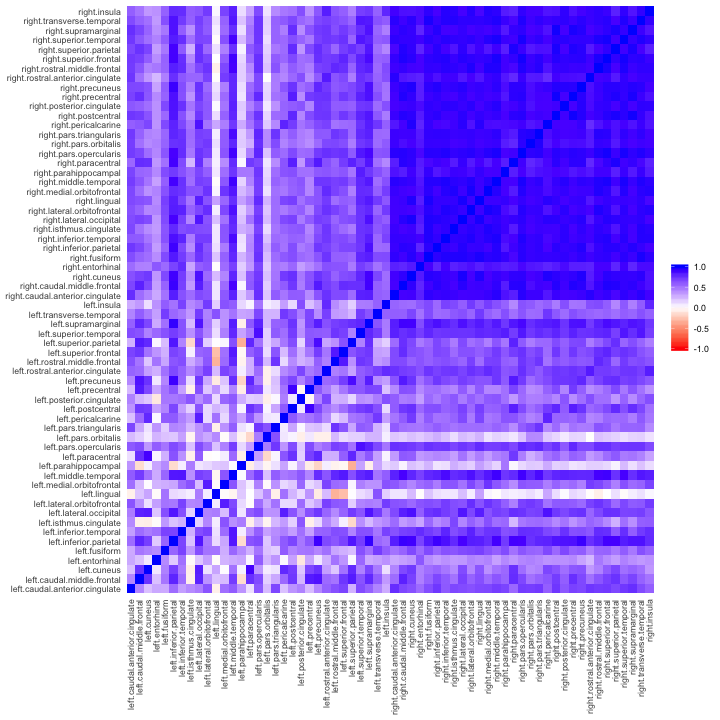 right.insula
right.transverse.temporal
right.supramarginal
right.superior.temporal
right.superior.parietal
right.superior.frontal
right.rostral.middle.frontal
right.rostral.anterior.cingulate
right.precuneus
right.precentral
right.posterior.cingulate
right.postcentral
right.pericalcarine
right.pars.triangularis
right.pars.orbitalis
right.pars.opercularis
right.paracentral
right.parahippocampal
right.middle.temporal
right.medial.orbitofrontal
right.lingual
right.lateral.orbitofrontal
right.lateral.occipital
right.isthmus.cingulate
right.inferior.temporal
right.inferior.parietal
right.fusiform
right.entorhinal
right.cuneus
right.caudal.middle.frontal
right.caudal.anterior.cingulate
left.insula
left.transverse.temporal
left.supramarginal
left.superior.temporal
left.superior.parietal
left.superior.frontal
left.rostral.middle.frontal
left.rostral.anterior.cingulate
left.precuneus
left.precentral
left.posterior.cingulate
left.postcentral
left.pericalcarine
left.pars.triangularis
left.pars.orbitalis
left.pars.opercularis
left.paracentral
left.parahippocampal
left.middle.temporal
left.medial.orbitofrontal
left.lingual
left.lateral.orbitofrontal
left.lateral.occipital
left.isthmus.cingulate
left.inferior.temporal
left.inferior.parietal
left.fusiform
left.entorhinal
left.cuneus
left.caudal.middle.frontal
left.caudal.anterior.cingulate
left.caudal.anterior.cingulate
left.caudal.middle.frontal
left.cuneus
left.entorhinal
left.fusiform
left.inferior.parietal
left.inferior.temporal
left.isthmus.cingulate
left.lateral.occipital
left.lateral.orbitofrontal
left.lingual
left.medial.orbitofrontal
left.middle.temporal
left.parahippocampal
left.paracentral
left.pars.opercularis
left.pars.orbitalis
left.pars.triangularis
left.pericalcarine
left.postcentral
left.posterior.cingulate
left.precentral
left.precuneus
left.rostral.anterior.cingulate
left.rostral.middle.frontal
left.superior.frontal
left.superior.parietal
left.superior.temporal
left.supramarginal
left.transverse.temporal
left.insula
right.caudal.anterior.cingulate
right.caudal.middle.frontal
right.cuneus
right.entorhinal
right.fusiform
right.inferior.parietal
right.inferior.temporal
right.isthmus.cingulate
right.lateral.occipital
right.lateral.orbitofrontal
right.lingual
right.medial.orbitofrontal
right.middle.temporal
right.parahippocampal
right.paracentral
right.pars.opercularis
right.pars.orbitalis
right.pars.triangularis
right.pericalcarine
right.postcentral
right.posterior.cingulate
right.precentral
right.precuneus
right.rostral.anterior.cingulate
right.rostral.middle.frontal
right.superior.frontal
right.superior.parietal
right.superior.temporal
right.supramarginal
right.transverse.temporal
right.insula
1.0
0.5
0.0
-0.5
-1.0